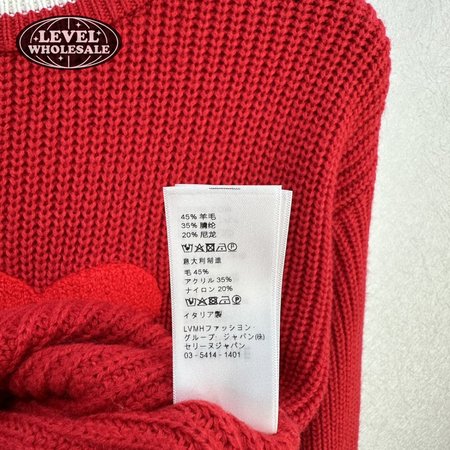 LEVEL
WHOLESALE
45% 羊毛
35% 腈纶
20% 尼龙
意大利制造
毛 45%
アクリル 35%
ナイロン 20%
イタリア製
LVMHファッション
グループ・ジャパン(株)
セリーヌジャパン
03 - 5414 - 1401